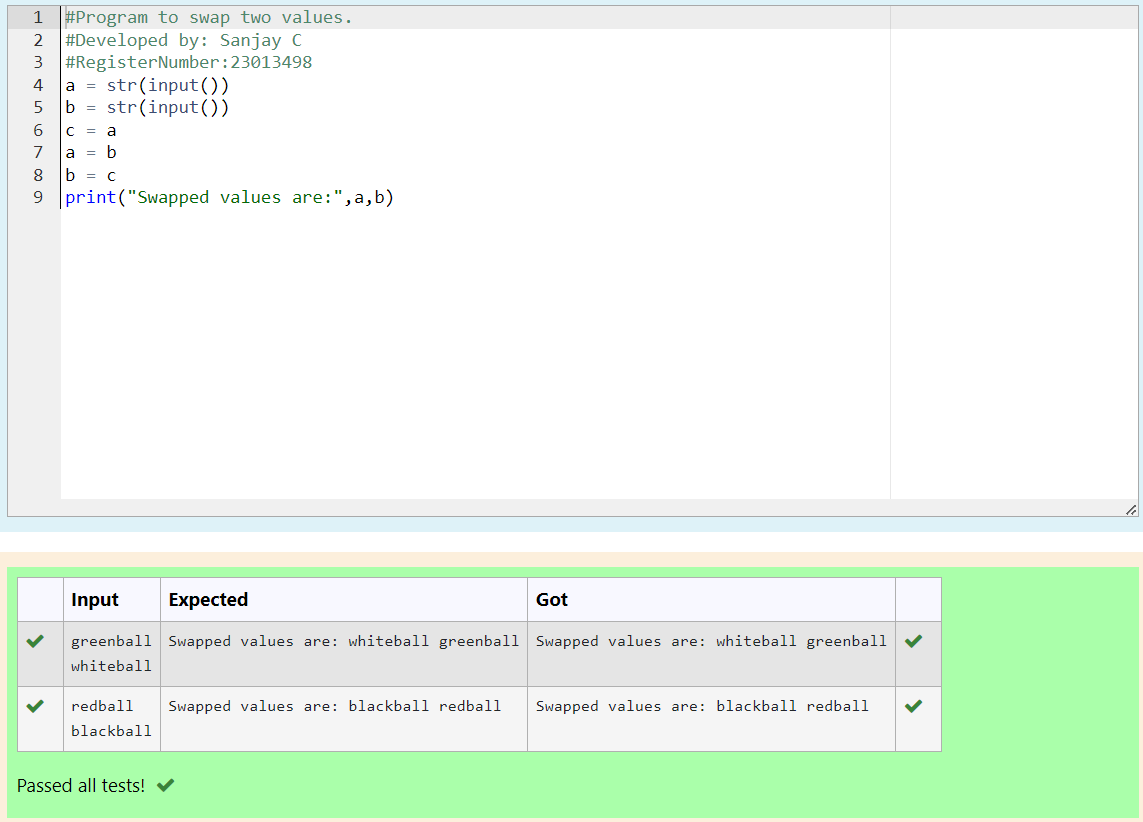 1 #Program to swap two values.
2 #Developed by: Sanjay C
3 #RegisterNumber:23013498
4 a = str(input())
5 b = str(input())
6 c = a
7 a = b
8 b = c
9 print("Swapped values are:",a,b)
Input Expected Got
greenball Swapped values are: whiteball greenball Swapped values are: whiteball greenball
whiteball
redball Swapped values are: blackball redball Swapped values are: blackball redball
blackball
Passed all tests!